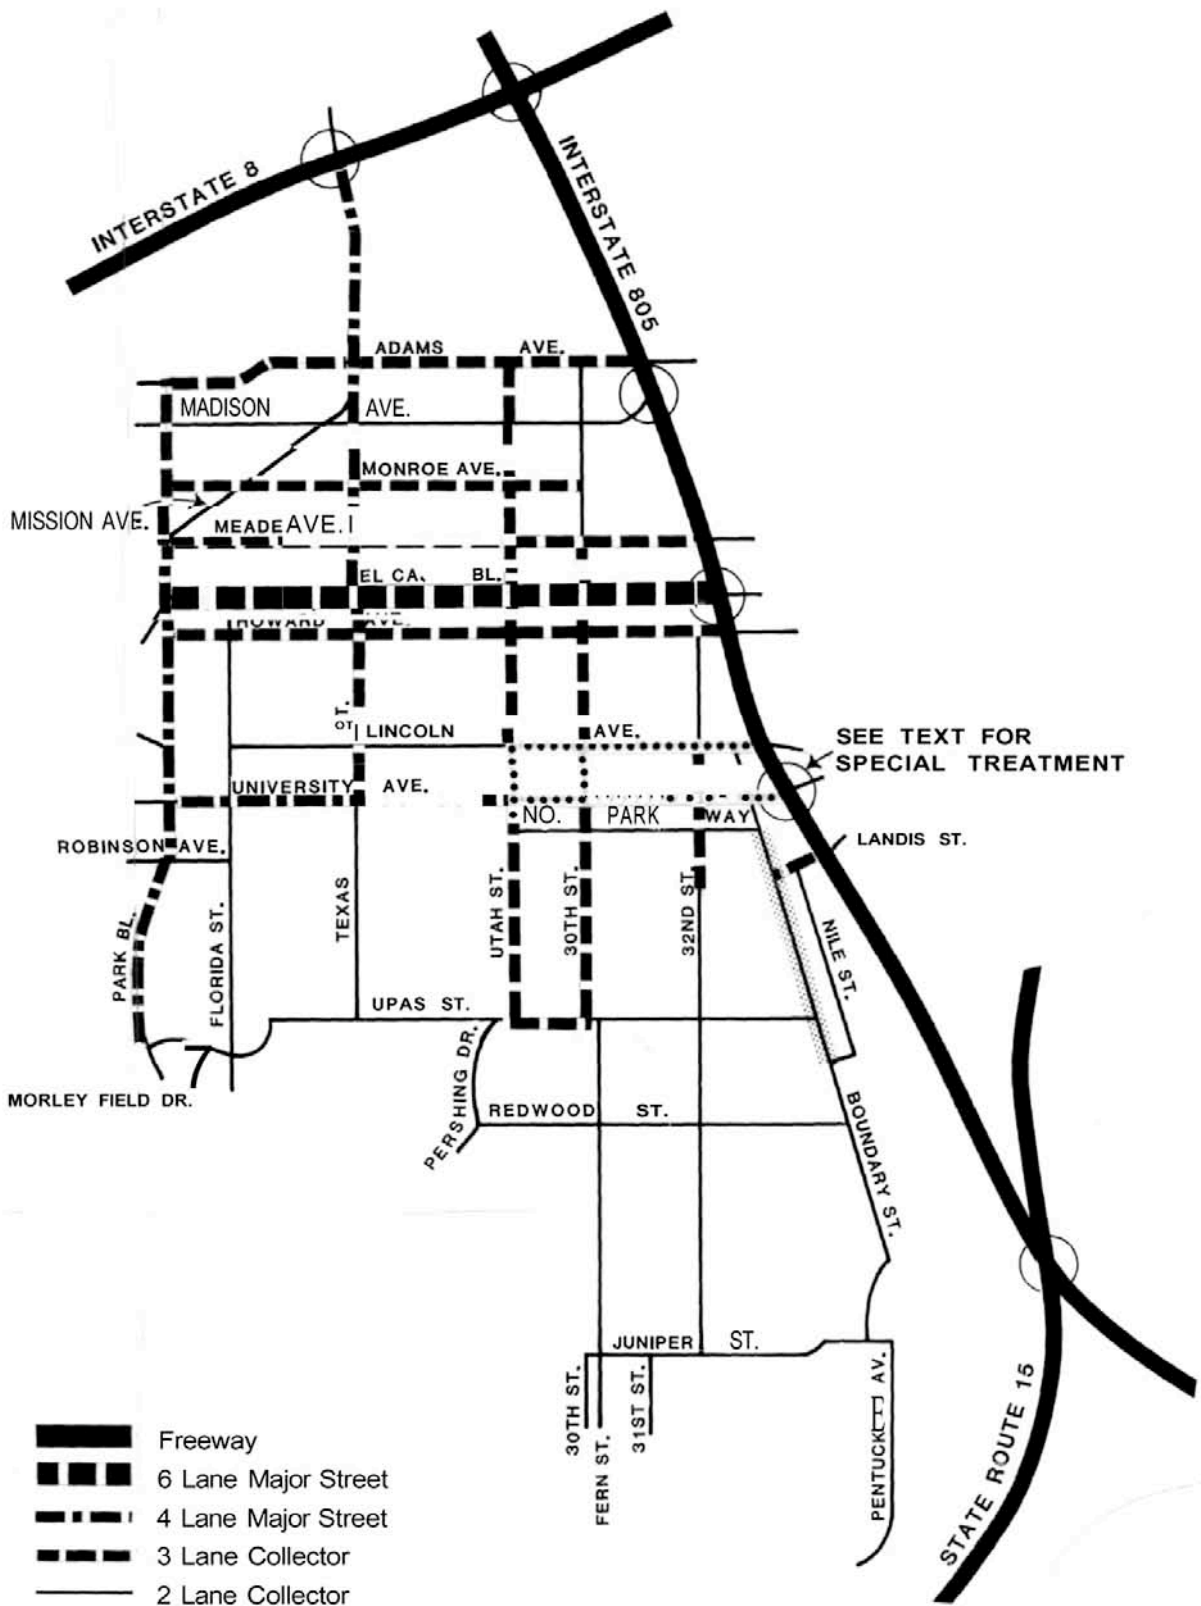 INTERSTATE 8
INTERSTATE 805
ADAMS AVE.
MADISON AVE.
MONROE AVE.
MISSION AVE.
MEADE AVE.
EL CA. BL.
HOWARD AVE.
T.
OT LINCOLN AVE.
SEE TEXT FOR
SPECIAL TREATMENT
UNIVERSITY AVE.
NO. PARK WAY
LANDIS ST.
ROBINSON AVE.
PARK BL.
FLORIDA ST.
TEXAS
UTAH ST.
30TH ST.
32ND ST.
NILE ST.
UPAS ST.
MORLEY FIELD DR.
PERSHING DR.
REDWOOD ST.
BOUNDARY ST.
JUNIPER ST.
30TH ST.
FERN ST.
31ST ST.
AV.
STATE ROUTE 15
Freeway
6 Lane Major Street
4 Lane Major Street
3 Lane Collector
2 Lane Collector